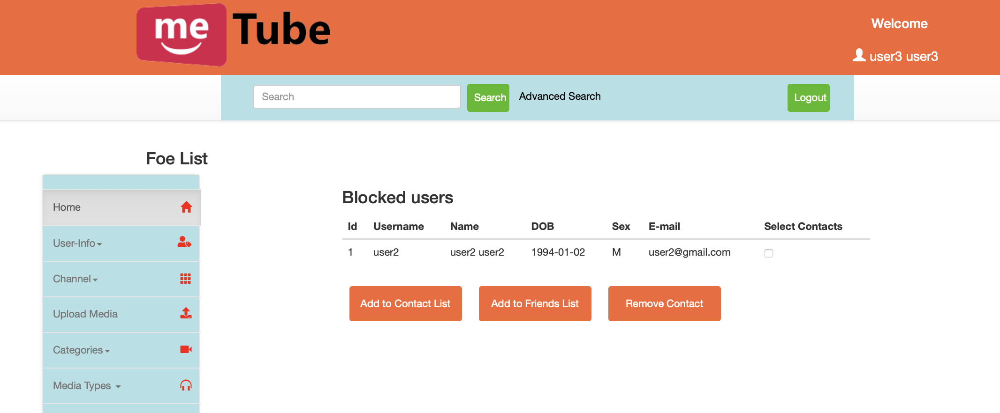 me Tube
Welcome
user3 user3
Search Search Advanced Search Logout
Foe List
Home
User-Info
Channel
Upload Media
Categories
Media Types
Blocked users
Id Username Name DOB Sex E-mail Select Contacts
1 user2 user2 user2 1994-01-02 M user2@gmail.com
Add to Contact List Add to Friends List Remove Contact